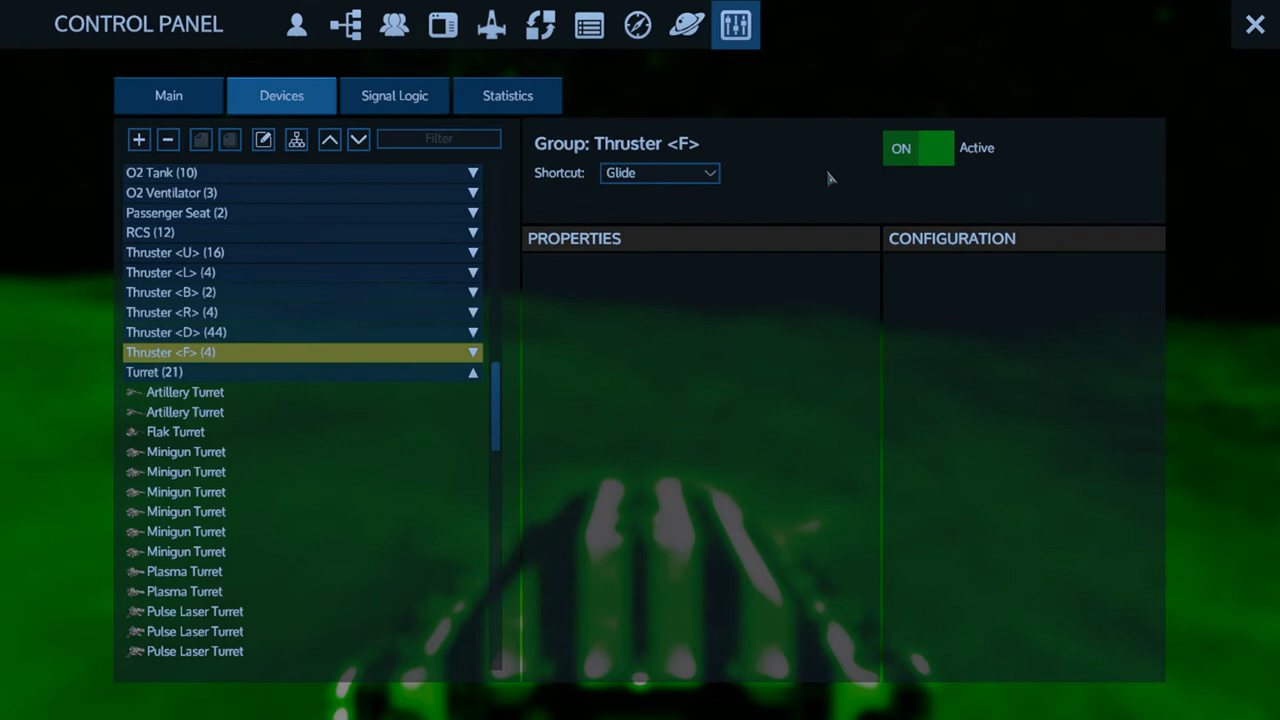 CONTROL PANEL
Main
Devices
Signal Logic
Statistics
Filter
O2 Tank (10)
O2 Ventilator (3)
Passenger Seat (2)
RCS (12)
Thruster <U> (16)
Thruster <L> (4)
Thruster <B> (2)
Thruster <R> (4)
Thruster <D> (44)
Thruster <F> (4)
Turret (21)
Artillery Turret
Artillery Turret
Flak Turret
Minigun Turret
Minigun Turret
Minigun Turret
Minigun Turret
Minigun Turret
Minigun Turret
Plasma Turret
Plasma Turret
Pulse Laser Turret
Pulse Laser Turret
Pulse Laser Turret
Group: Thruster <F>
Shortcut: Glide
ON Active
PROPERTIES
CONFIGURATION